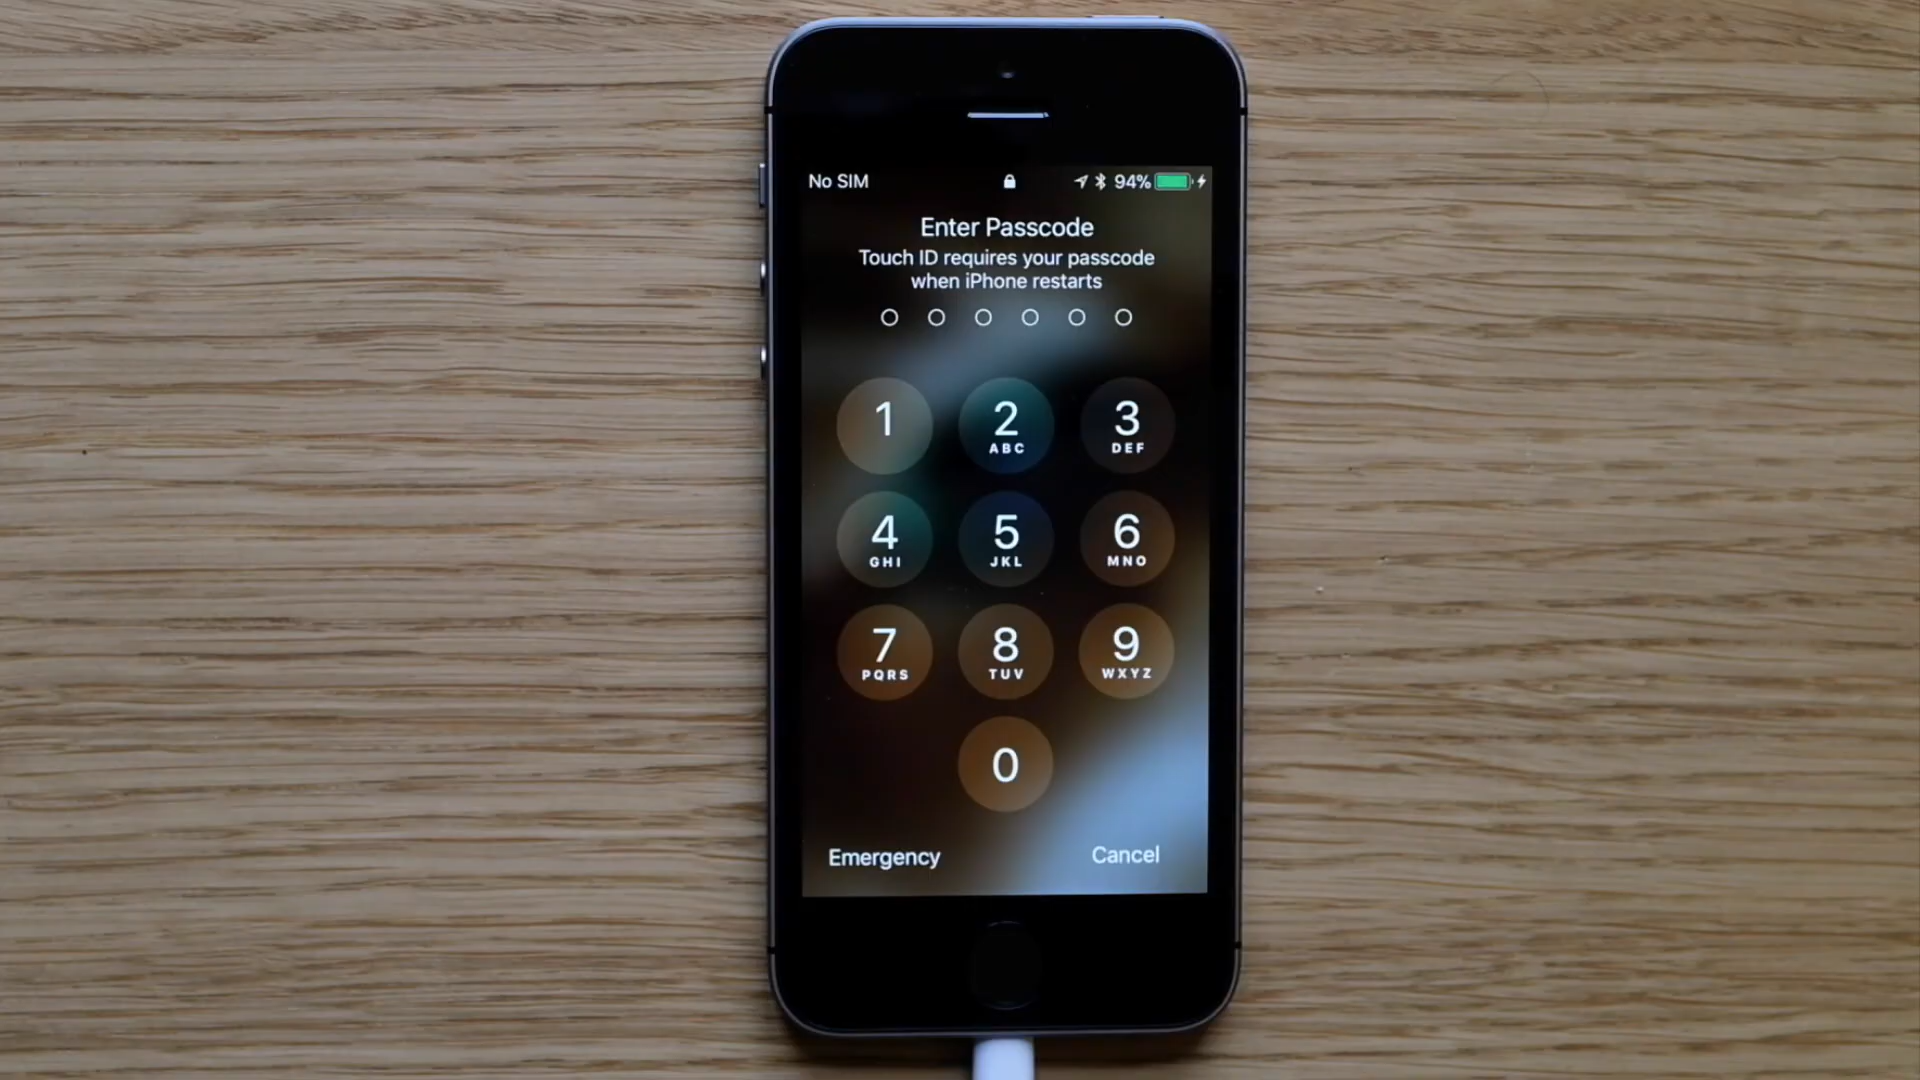 No SIM 94%
Enter Passcode
Touch ID requires your passcode
when iPhone restarts
1 2 3
ABC DEF
4 5 6
GHI JKL MNO
7 8 9
PQRS TUV WXYZ
0
Emergency Cancel